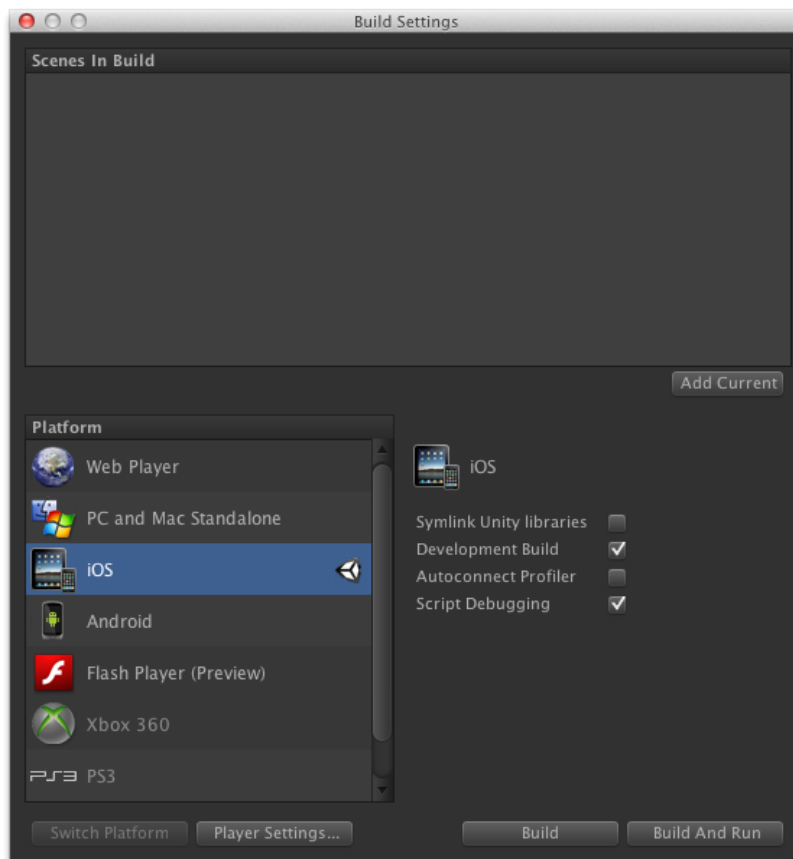 Build Settings
Scenes In Build
Add Current
Platform
Web Player
PC and Mac Standalone
iOS
Android
Flash Player (Preview)
Xbox 360
PS3 PS3
iOS
Symlink Unity libraries
Development Build
Autoconnect Profiler
Script Debugging
Switch Platform Player Settings... Build Build And Run